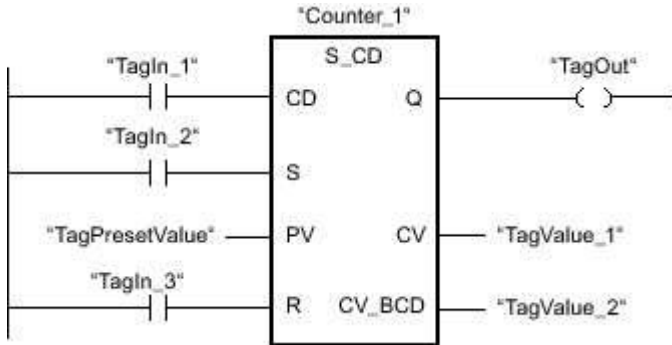 "Counter_1"
S_CD
"TagIn_1"
"TagOut"
CD
Q
"TagIn_2"
S
"TagPresetValue"
PV
CV
"TagValue_1"
"TagIn_3"
R
CV_BCD
"TagValue_2"